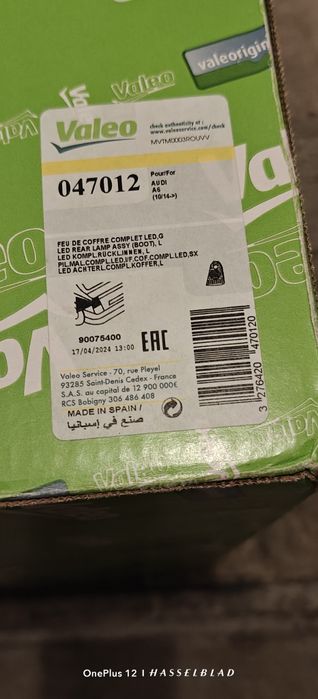 valeorigin
Valeo
Valeo
check authenticity at :
www.valeoservice.com/check
MVTM0003ROUVV
047012
Pour/For
AUDI
A6
(10/14->)
FEU DE COFFRE COMPLET LED,G
LED REAR LAMP ASSY (BOOT), L
LED KOMPL.RUCKL.INNEN, L
PIL.MAL.COMPL.LED,I/F.COF.COMPL.LED,SX
LED ACHTERL.COMPL.KOFFER,L
90075400
17/04/2024 13:00
EAC
Valeo Service - 70, rue Pleyel
93285 Saint-Denis Cedex - France
S.A.S. au capital de 12 900 000€
RCS Bobigny 306 486 408
MADE IN SPAIN /
صنع في إسبانيا
3 276420 470120
OnePlus 12 | HASSELBLAD